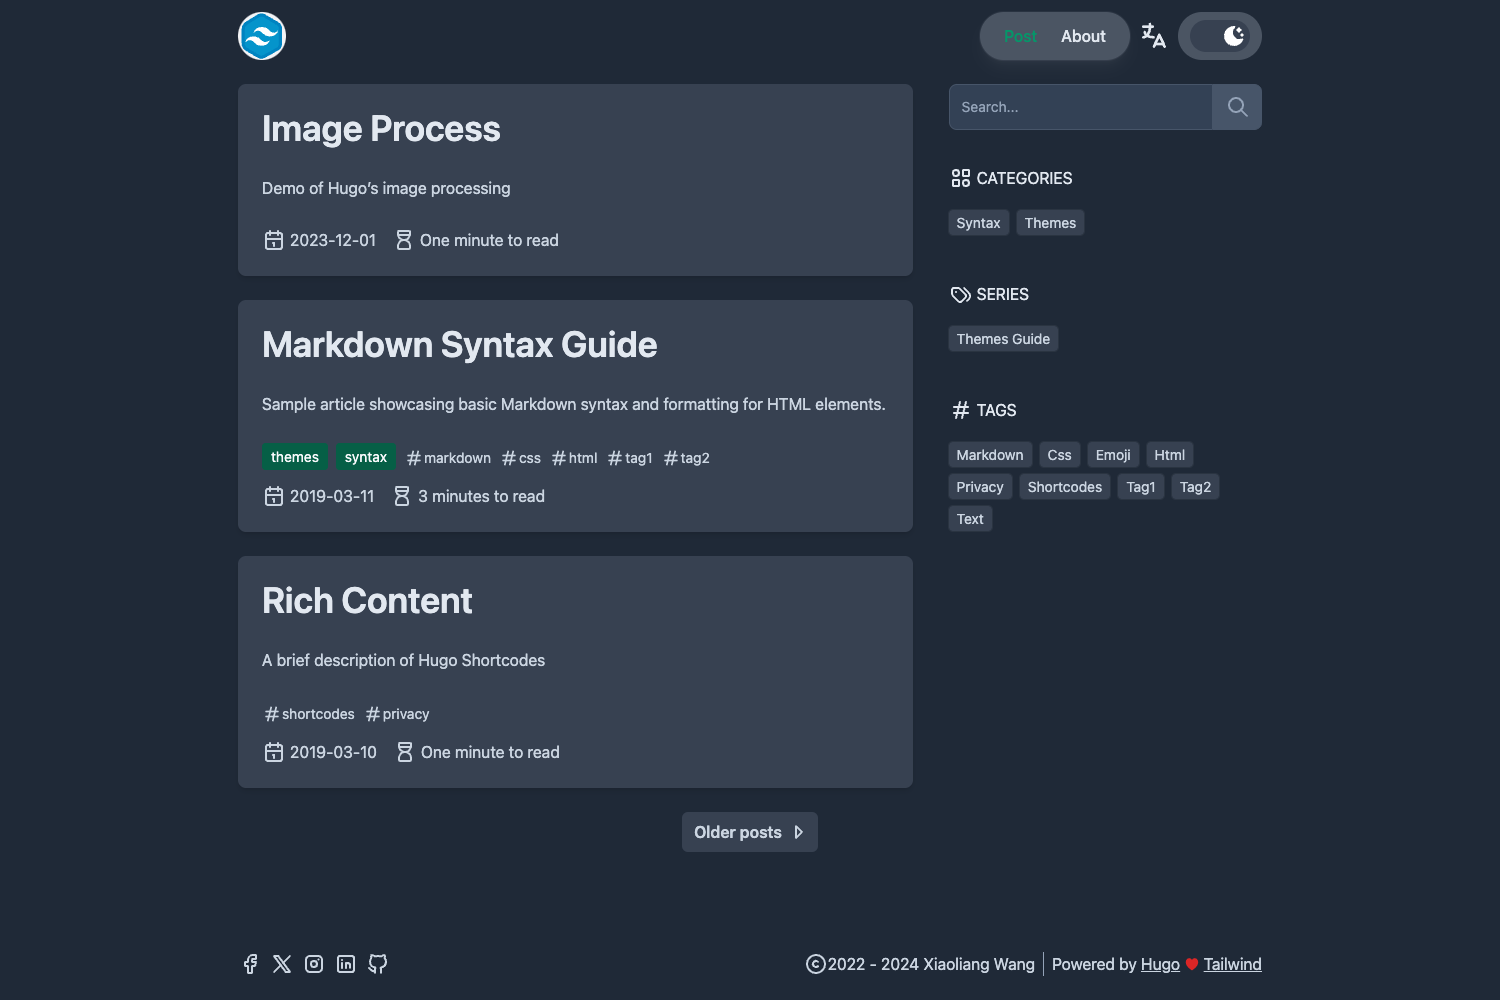 Post About
Image Process
Demo of Hugo’s image processing
2023-12-01 One minute to read
Markdown Syntax Guide
Sample article showcasing basic Markdown syntax and formatting for HTML elements.
themes syntax #markdown #css #html #tag1 #tag2
2019-03-11 3 minutes to read
Rich Content
A brief description of Hugo Shortcodes
#shortcodes #privacy
2019-03-10 One minute to read
Older posts
Search...
CATEGORIES
Syntax Themes
SERIES
Themes Guide
# TAGS
Markdown Css Emoji Html
Privacy Shortcodes Tag1 Tag2
Text
©2022 - 2024 Xiaoliang Wang Powered by Hugo ♥ Tailwind